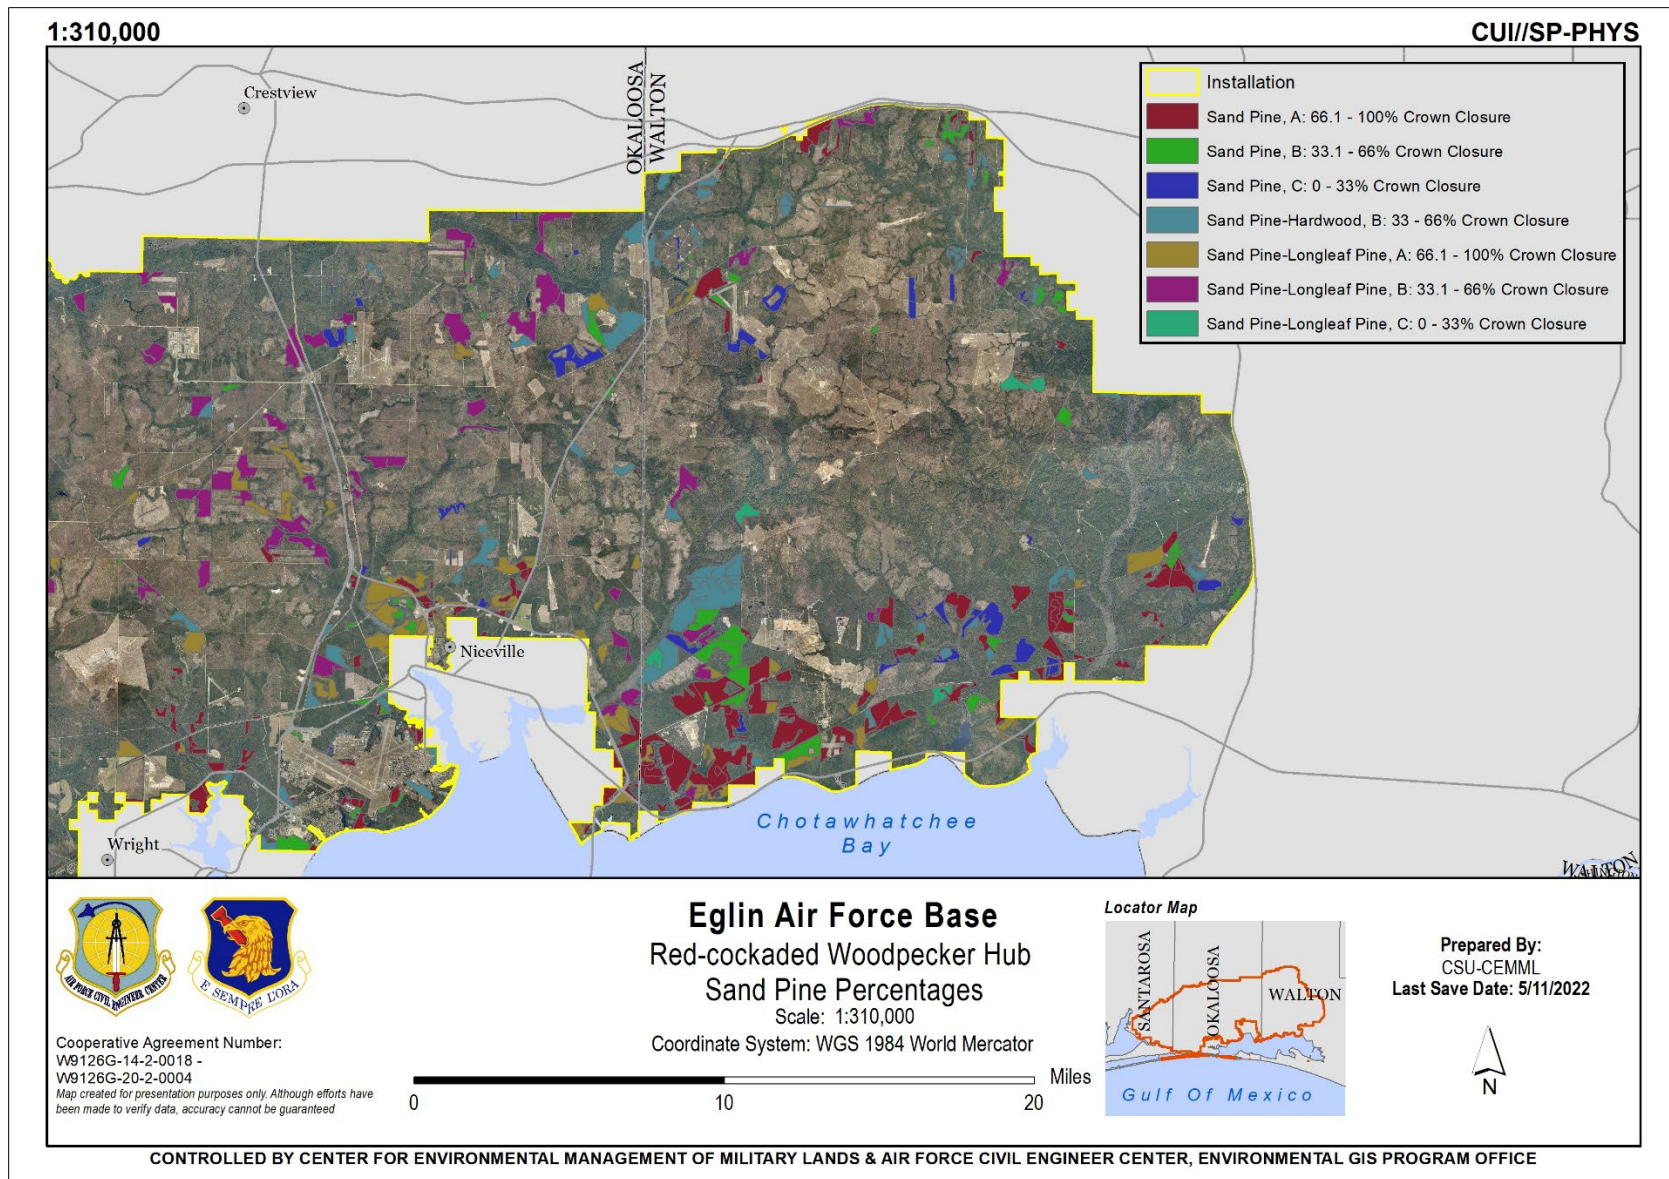 1:310,000
CUI//SP-PHYS
Crestview
OKALOOSA
WALTON
Installation
Sand Pine, A: 66.1 - 100% Crown Closure
Sand Pine, B: 33.1 - 66% Crown Closure
Sand Pine, C: 0 - 33% Crown Closure
Sand Pine-Hardwood, B: 33 - 66% Crown Closure
Sand Pine-Longleaf Pine, A: 66.1 - 100% Crown Closure
Sand Pine-Longleaf Pine, B: 33.1 - 66% Crown Closure
Sand Pine-Longleaf Pine, C: 0 - 33% Crown Closure
Niceville
Wright
Chotawhatchee
Bay
WALTON
AIR FORCE CIVIL ENGINEER CENTER
E SEMPRE L'ORA
Cooperative Agreement Number:
W9126G-14-2-0018 -
W9126G-20-2-0004
Map created for presentation purposes only. Although efforts have
been made to verify data, accuracy cannot be guaranteed
Eglin Air Force Base
Red-cockaded Woodpecker Hub
Sand Pine Percentages
Scale: 1:310,000
Coordinate System: WGS 1984 World Mercator
Miles
0
10
20
Locator Map
SANTAROSA
OKALOOSA
WALTON
Gulf Of Mexico
Prepared By:
CSU-CEMML
Last Save Date: 5/11/2022
N
CONTROLLED BY CENTER FOR ENVIRONMENTAL MANAGEMENT OF MILITARY LANDS & AIR FORCE CIVIL ENGINEER CENTER, ENVIRONMENTAL GIS PROGRAM OFFICE